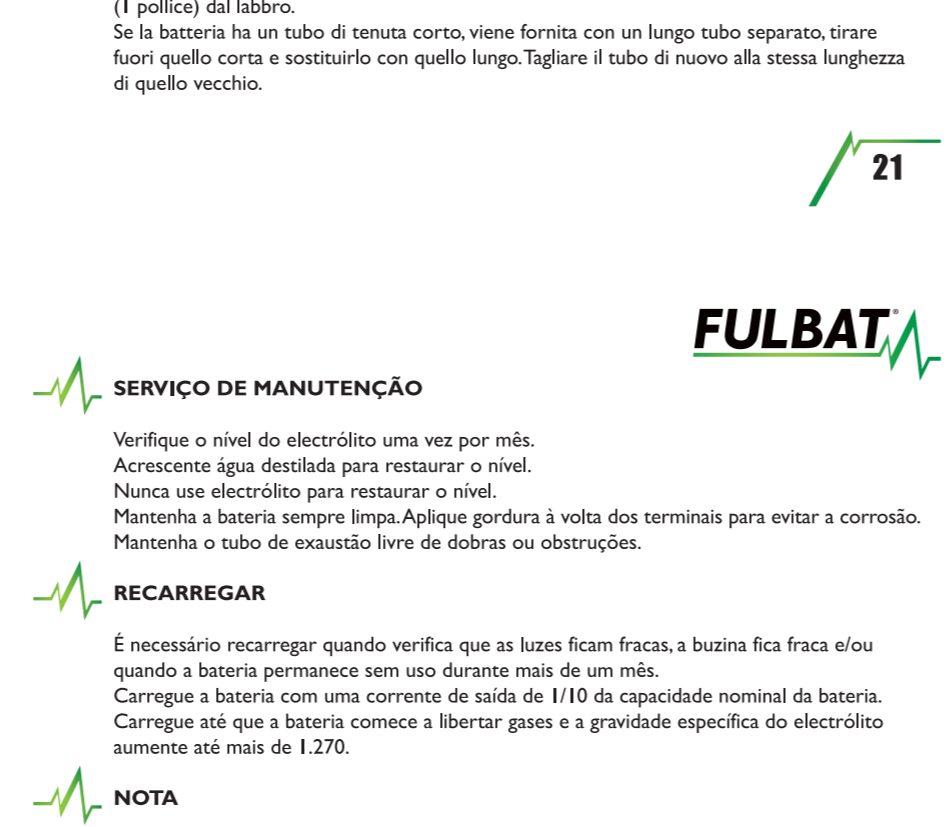 (1 pollice) dal labbro.
Se la batteria ha un tubo di tenuta corto, viene fornita con un lungo tubo separato, tirare
fuori quello corta e sostituirlo con quello lungo. Tagliare il tubo di nuovo alla stessa lunghezza
di quello vecchio.
21
FULBAT®
SERVIÇO DE MANUTENÇÃO
Verifique o nível do electrólito uma vez por mês.
Acrescente água destilada para restaurar o nível.
Nunca use electrólito para restaurar o nível.
Mantenha a bateria sempre limpa. Aplique gordura à volta dos terminais para evitar a corrosão.
Mantenha o tubo de exaustão livre de dobras ou obstruções.
RECARREGAR
É necessário recarregar quando verifica que as luzes ficam fracas, a buzina fica fraca e/ou
quando a bateria permanece sem uso durante mais de um mês.
Carregue a bateria com uma corrente de saída de 1/10 da capacidade nominal da bateria.
Carregue até que a bateria comece a libertar gases e a gravidade específica do electrólito
aumente até mais de 1.270.
NOTA